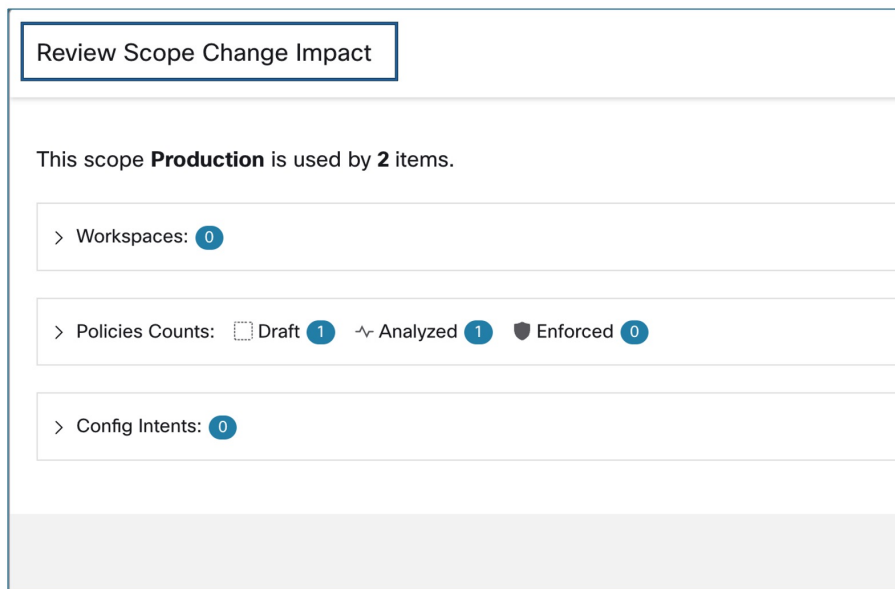 Review Scope Change Impact
This scope Production is used by 2 items.
Workspaces: 0
Policies Counts: Draft 1 Analyzed 1 Enforced 0
Config Intents: 0